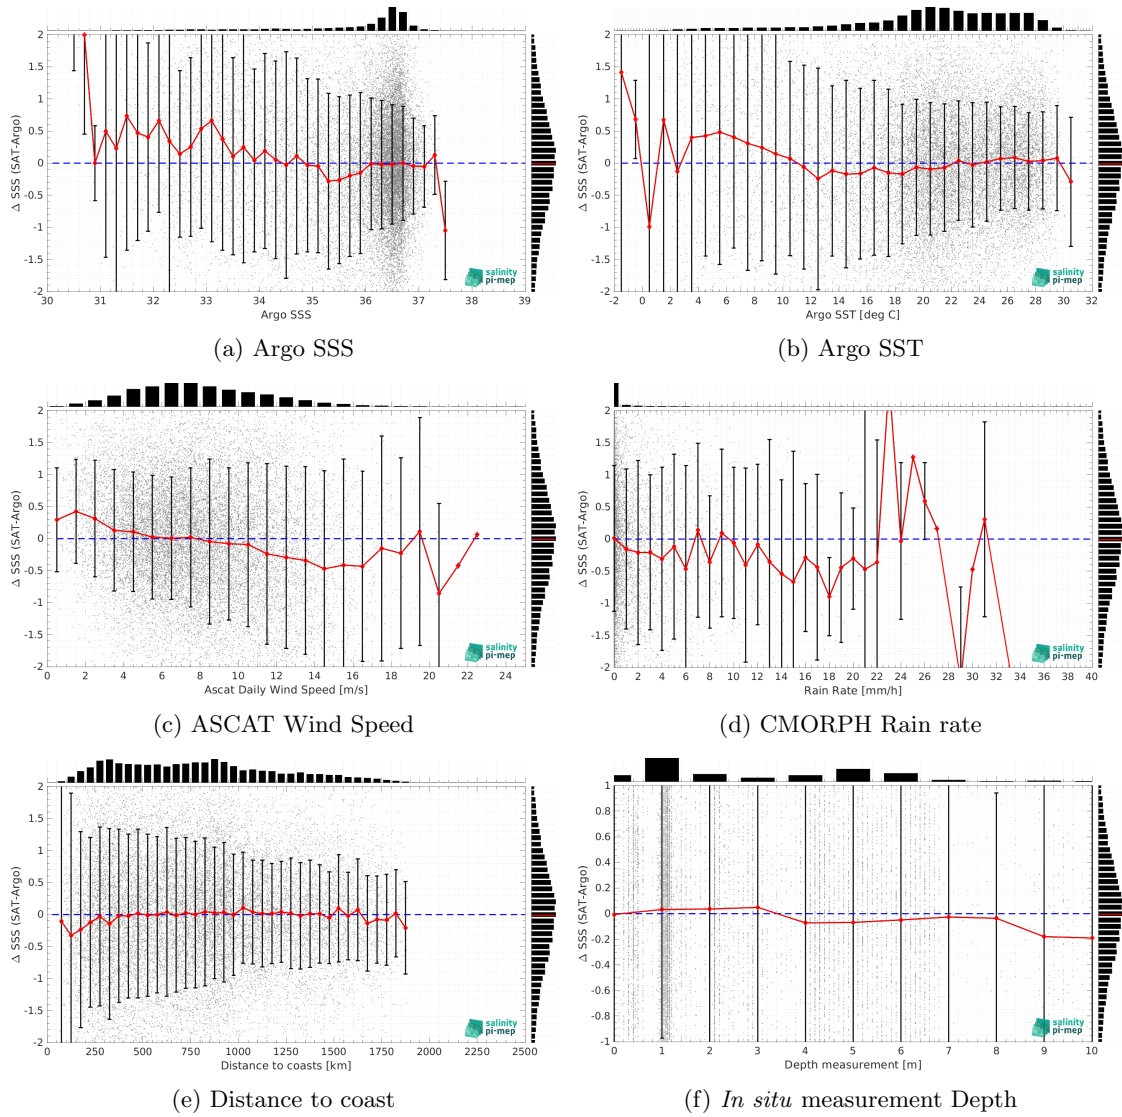 2
1.5
1
0.5
0
-0.5
-1
-1.5
-2
Δ SSS (SAT-Argo)
30 31 32 33 34 35 36 37 38 39
Argo SSS
salinity
pi-mep
(a) Argo SSS
2
1.5
1
0.5
0
-0.5
-1
-1.5
-2
Δ SSS (SAT-Argo)
-2 0 2 4 6 8 10 12 14 16 18 20 22 24 26 28 30 32
Argo SST [deg C]
salinity
pi-mep
(b) Argo SST
2
1.5
1
0.5
0
-0.5
-1
-1.5
-2
Δ SSS (SAT-Argo)
0 2 4 6 8 10 12 14 16 18 20 22 24
Ascat Daily Wind Speed [m/s]
salinity
pi-mep
(c) ASCAT Wind Speed
2
1.5
1
0.5
0
-0.5
-1
-1.5
-2
Δ SSS (SAT-Argo)
0 2 4 6 8 10 12 14 16 18 20 22 24 26 28 30 32 34 36 38 40
Rain Rate [mm/h]
salinity
pi-mep
(d) CMORPH Rain rate
2
1.5
1
0.5
0
-0.5
-1
-1.5
-2
Δ SSS (SAT-Argo)
0 250 500 750 1000 1250 1500 1750 2000 2250 2500
Distance to coasts [km]
salinity
pi-mep
(e) Distance to coast
1
0.8
0.6
0.4
0.2
0
-0.2
-0.4
-0.6
-0.8
-1
Δ SSS (SAT-Argo)
0 1 2 3 4 5 6 7 8 9 10
Depth measurement [m]
salinity
pi-mep
(f) In situ measurement Depth